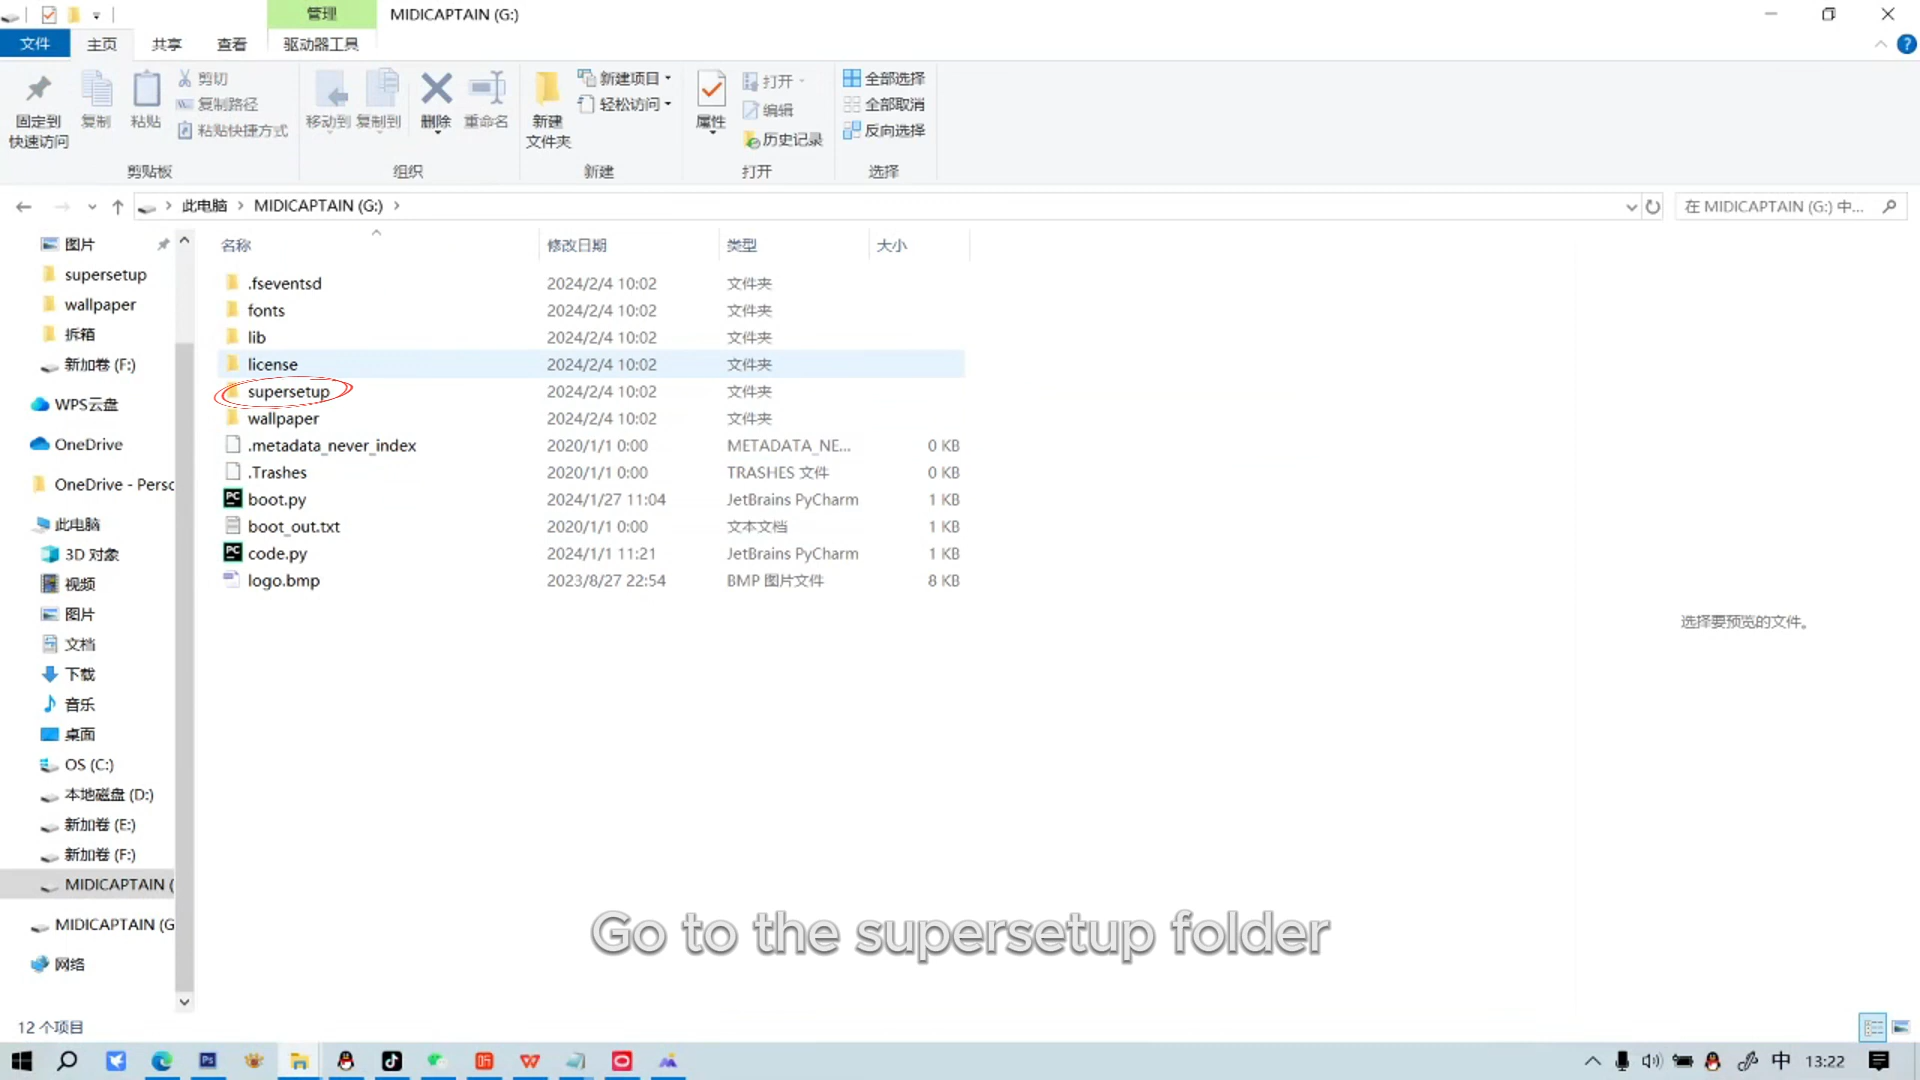 管理
MIDICAPTAIN (G:)
文件
主页
共享
查看
驱动器工具
固定到
快速访问
复制
粘贴
剪切
复制路径
粘贴快捷方式
剪贴板
移动到
复制到
删除
重命名
组织
新建
文件夹
新建项目
轻松访问
新建
属性
打开
编辑
历史记录
打开
全部选择
全部取消
反向选择
选择
此电脑
MIDICAPTAIN (G:)
在 MIDICAPTAIN (G:) 中...
图片
supersetup
wallpaper
拆箱
新加卷 (F:)
WPS云盘
OneDrive
OneDrive - Perso
此电脑
3D 对象
视频
图片
文档
下载
音乐
桌面
OS (C:)
本地磁盘 (D:)
新加卷 (E:)
新加卷 (F:)
MIDICAPTAIN (
MIDICAPTAIN (G
网络
名称 修改日期 类型 大小
.fseventsd 2024/2/4 10:02 文件夹
fonts 2024/2/4 10:02 文件夹
lib 2024/2/4 10:02 文件夹
license 2024/2/4 10:02 文件夹
supersetup 2024/2/4 10:02 文件夹
wallpaper 2024/2/4 10:02 文件夹
.metadata_never_index 2020/1/1 0:00 METADATA_NE... 0 KB
.Trashes 2020/1/1 0:00 TRASHES 文件 0 KB
boot.py 2024/1/27 11:04 JetBrains PyCharm 1 KB
boot_out.txt 2020/1/1 0:00 文本文档 1 KB
code.py 2024/1/1 11:21 JetBrains PyCharm 1 KB
logo.bmp 2023/8/27 22:54 BMP 图片文件 8 KB
选择要预览的文件。
Go to the supersetup folder
12 个项目
中
13:22